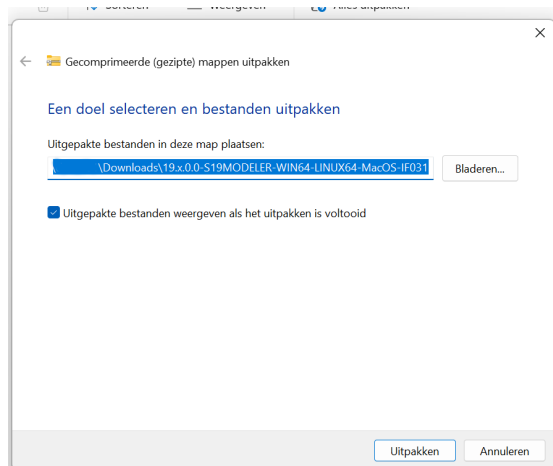 Sorteren Weergeven Alles uitpakken
Gecomprimeerde (gezipte) mappen uitpakken
Een doel selecteren en bestanden uitpakken
Uitgepakte bestanden in deze map plaatsen:
\ \Downloads\19.x.0.0-S19MODELER-WIN64-LINUX64-MacOS-IF031
Bladeren...
Uitgepakte bestanden weergeven als het uitpakken is voltooid
Uitpakken Annuleren